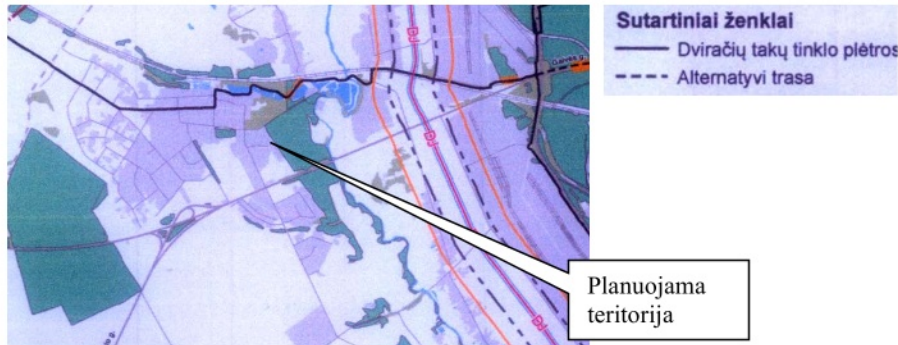 Sutartiniai ženklai
Dviračių takų tinklo plėtros
Alternatyvi trasa
Planuojama
teritorija